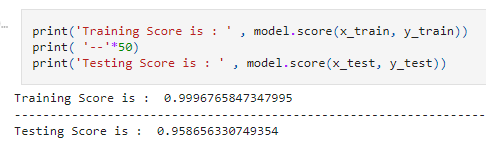 print('Training Score is : ' , model.score(x_train, y_train))
print( '--'*50)
print('Testing Score is : ' , model.score(x_test, y_test))
Training Score is :  0.9996765847347995
--------------------------------------------------------------------
Testing Score is :  0.958656330749354